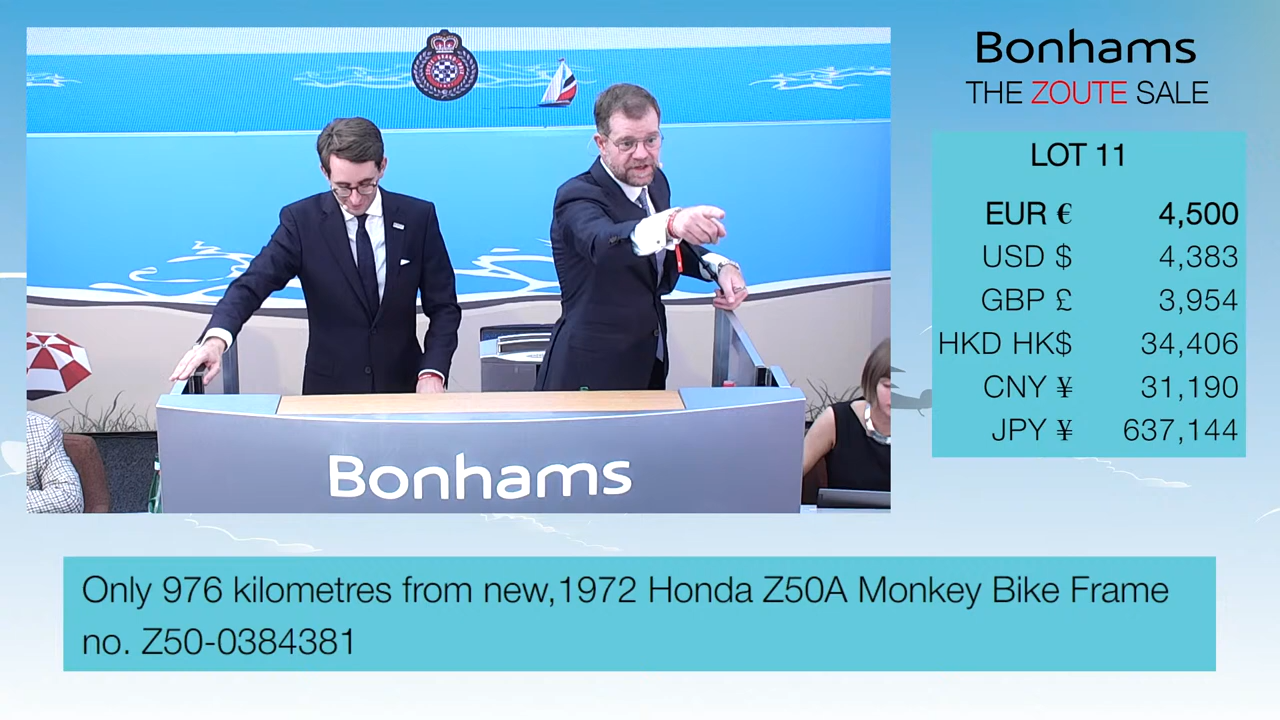 Bonhams
THE ZOUTE SALE
LOT 11
EUR € 4,500
USD $ 4,383
GBP £ 3,954
HKD HK$ 34,406
CNY ¥ 31,190
JPY ¥ 637,144
Bonhams
Only 976 kilometres from new,1972 Honda Z50A Monkey Bike Frame
no. Z50-0384381